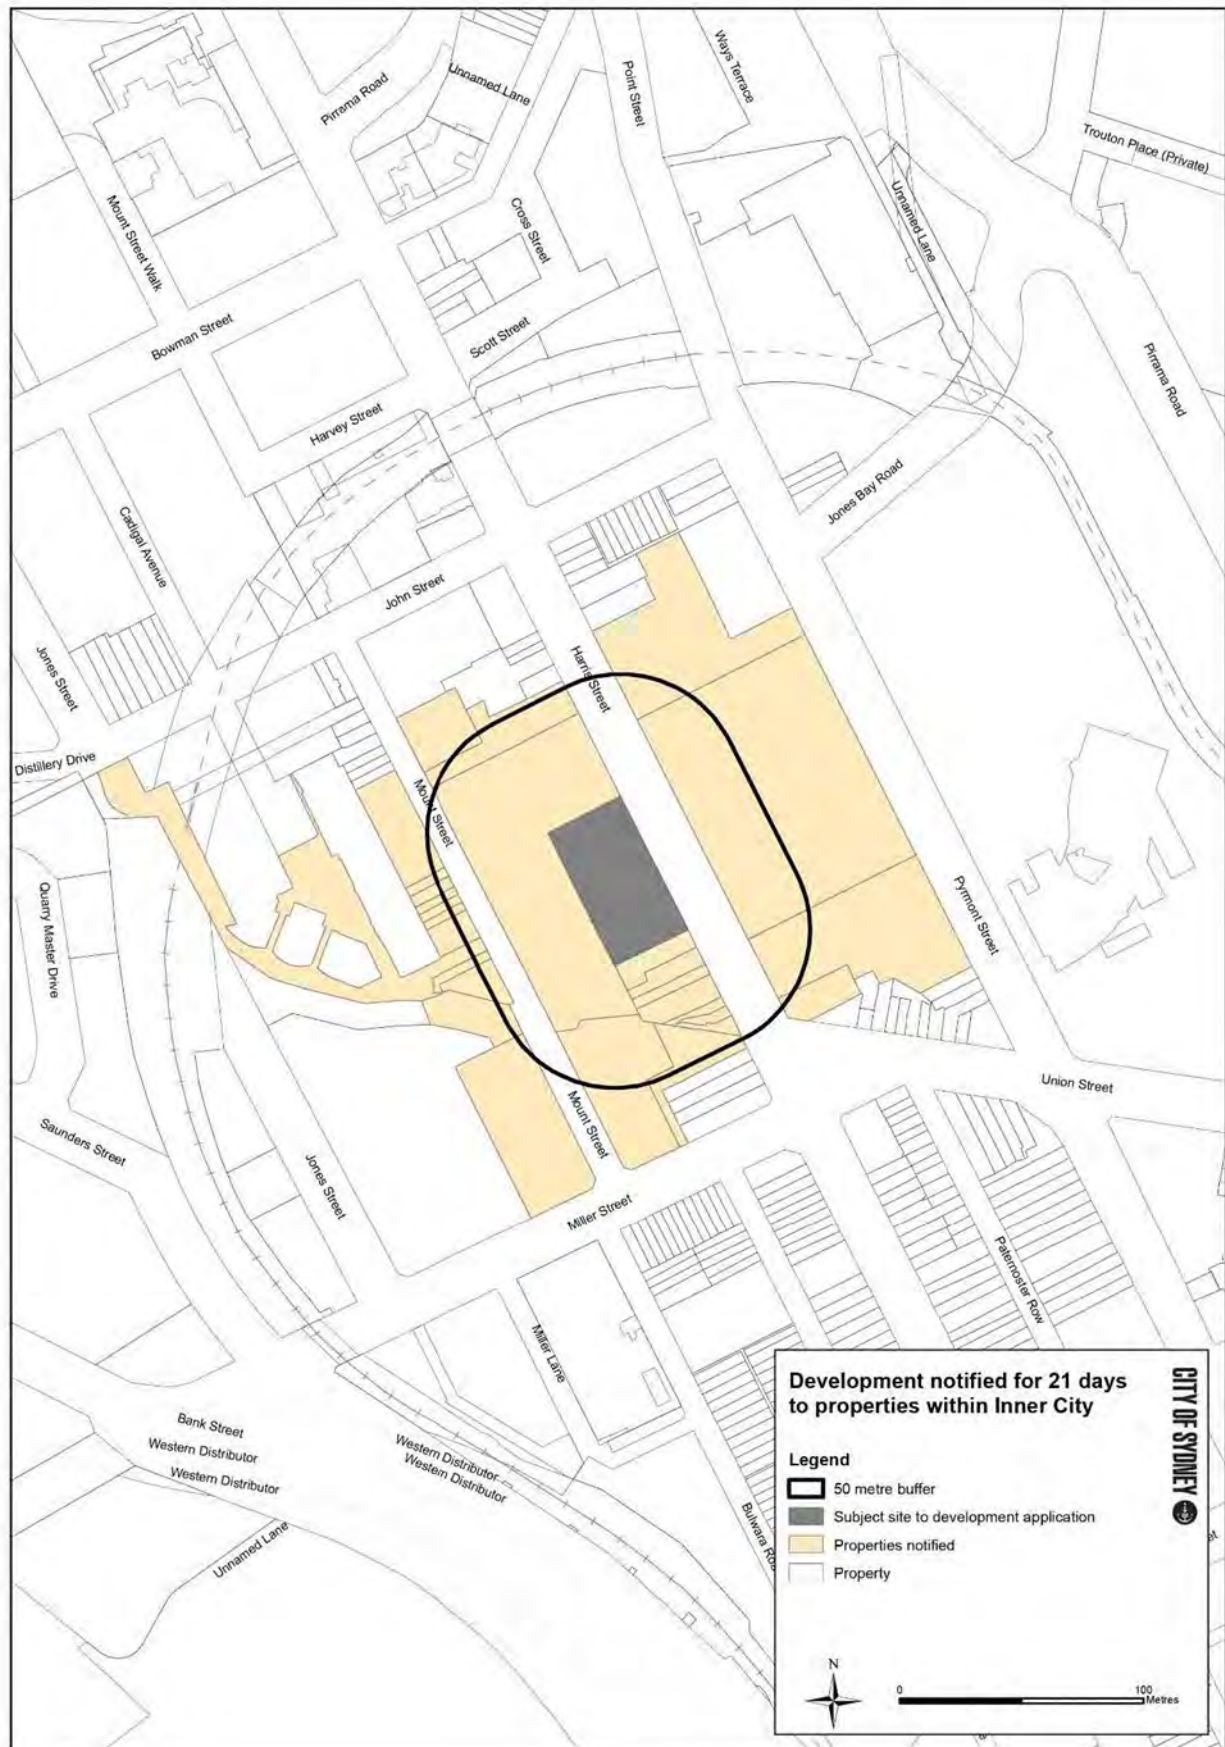 Ways Terrace
Point Street
Pirrama Road
Unnamed Lane
Trouton Place (Private)
Unnamed Lane
Mount Street Walk
Cross Street
Bowman Street
Scott Street
Pirrama Road
Harvey Street
Jones Bay Road
Cadigal Avenue
John Street
Jones Street
Harris Street
Distillery Drive
Mount Street
Quarry Master Drive
Pyrmont Street
Union Street
Mount Street
Saunders Street
Jones Street
Miller Street
Paternoster Row
Miller Lane
Bank Street
Western Distributor
Western Distributor
Western Distributor
Western Distributor
Unnamed Lane
Bulwara
Development notified for 21 days
to properties within Inner City
CITY OF SYDNEY
Legend
50 metre buffer
Subject site to development application
Properties notified
Property
N
0
100
Metres